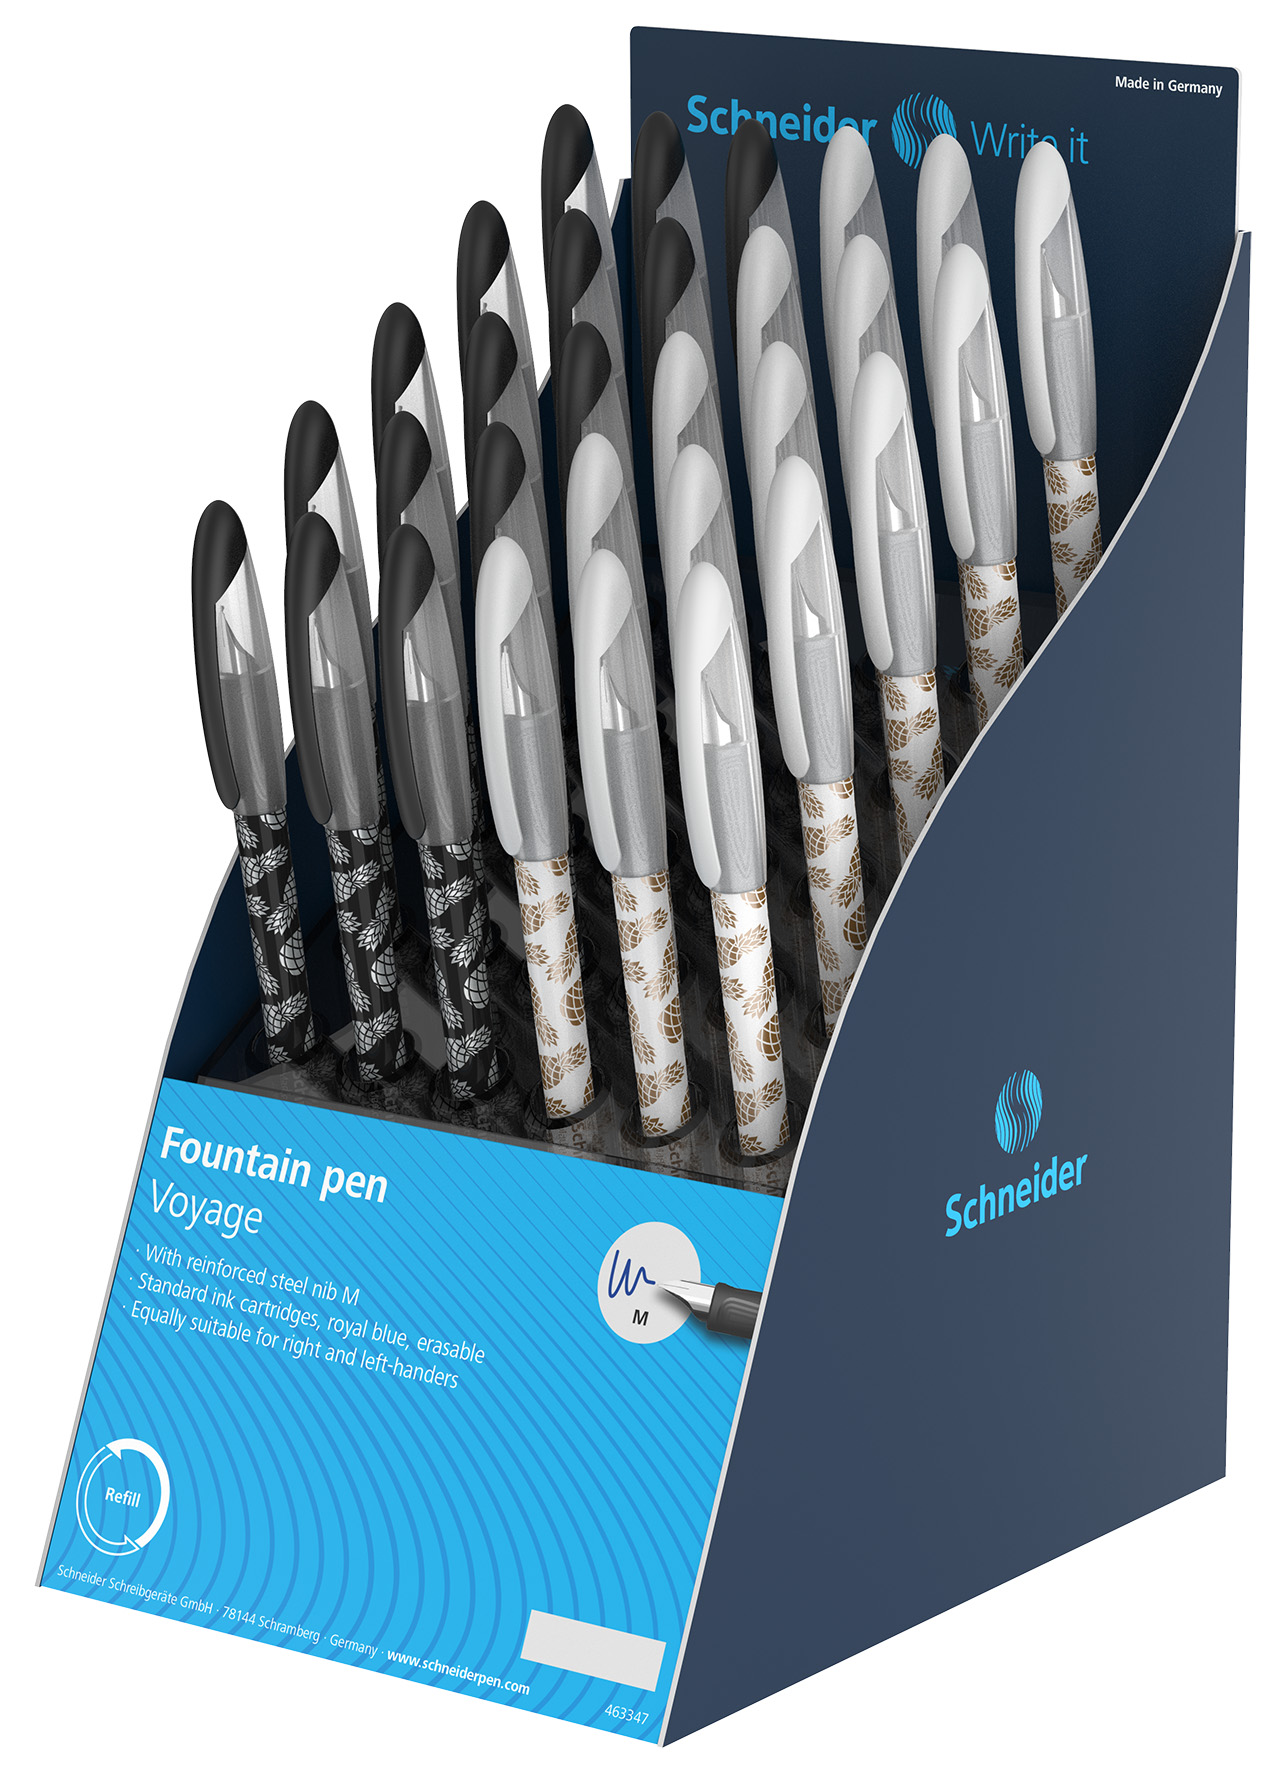 Made in Germany
Schneider Write it
Fountain pen
Voyage
· With reinforced steel nib M
· Standard ink cartridges, royal blue, erasable
· Equally suitable for right and left-handers
M
Refill
Schneider Schreibgeräte GmbH · 78144 Schramberg · Germany · www.schneiderpen.com
463347
Schneider